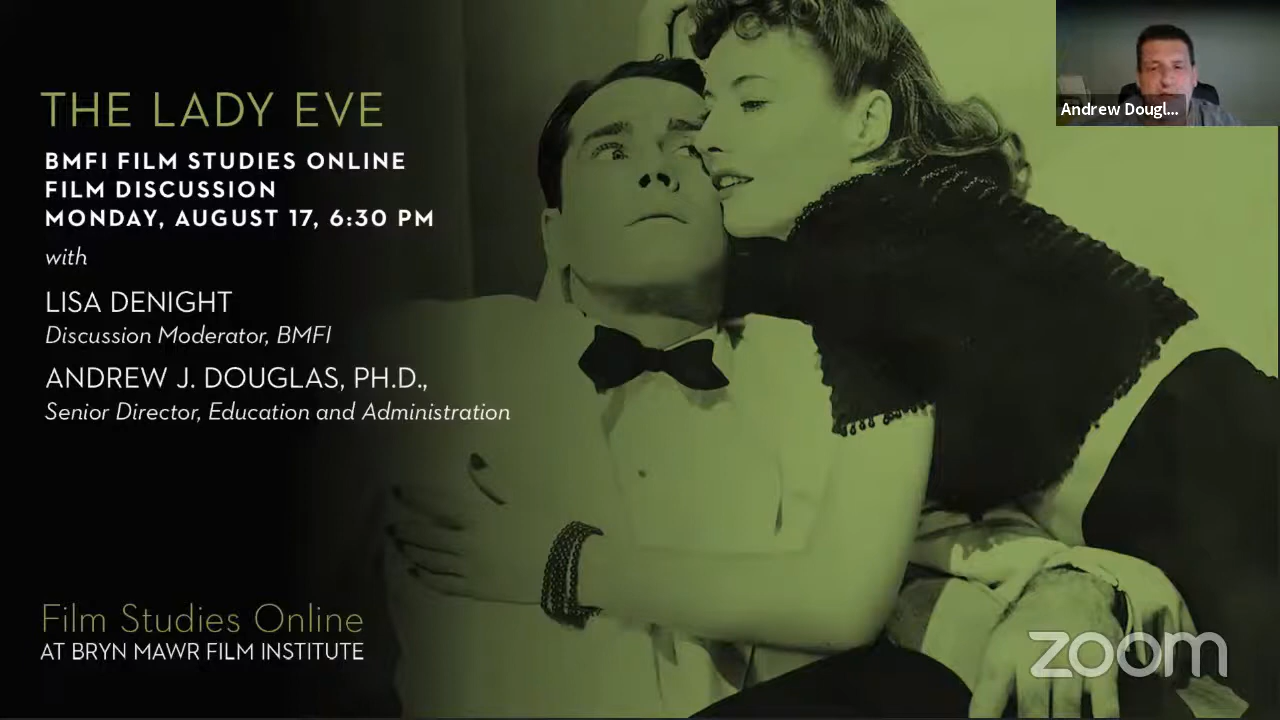 THE LADY EVE
BMFI FILM STUDIES ONLINE
FILM DISCUSSION
MONDAY, AUGUST 17, 6:30 PM
with
LISA DENIGHT
Discussion Moderator, BMFI
ANDREW J. DOUGLAS, PH.D.,
Senior Director, Education and Administration
Film Studies Online
AT BRYN MAWR FILM INSTITUTE
Andrew Dougl...
zoom